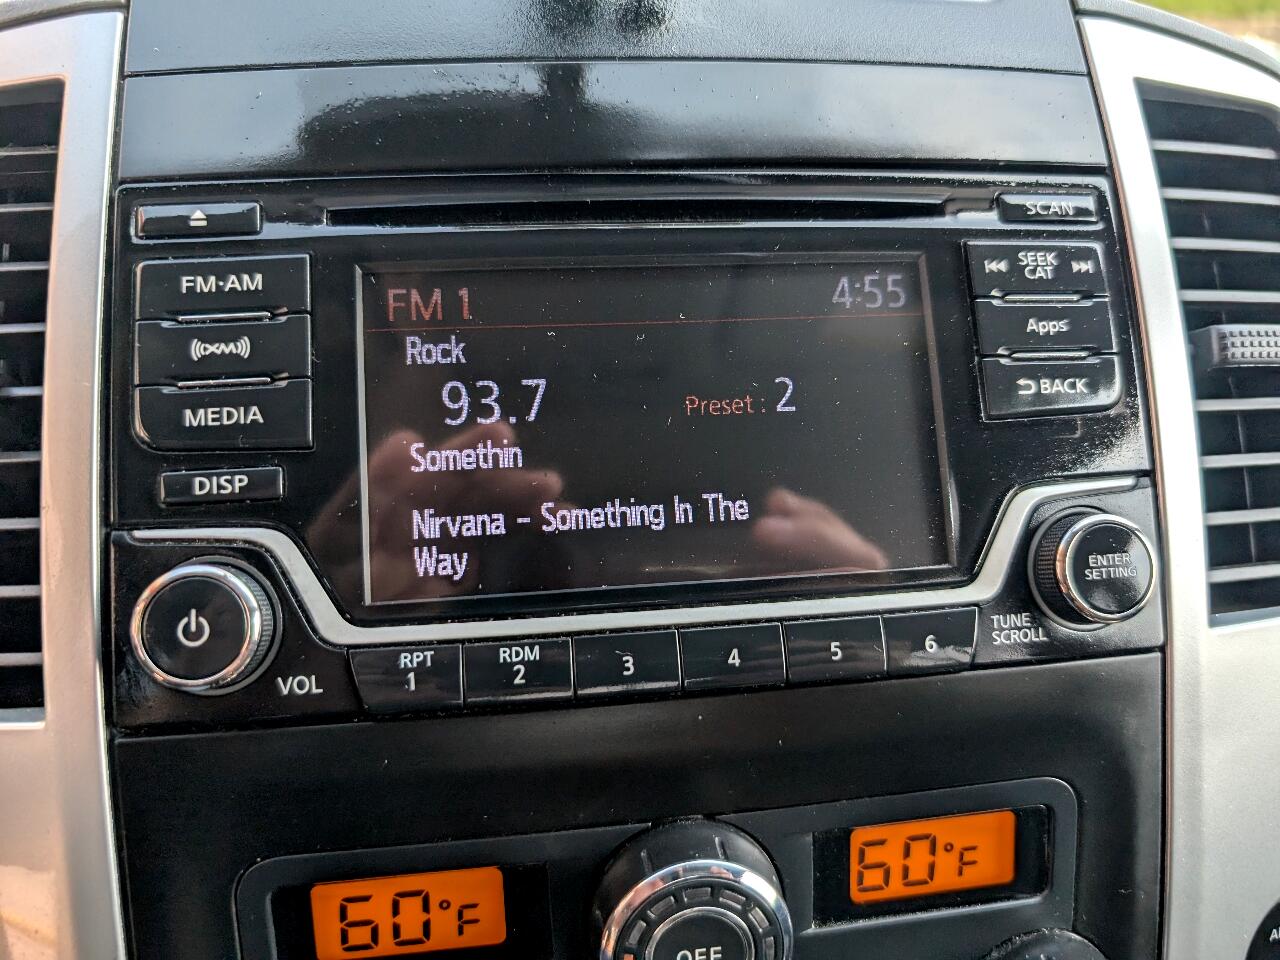 SCAN
FM·AM
SEEK
CAT
FM 1
4:55
XM
Rock
Apps
MEDIA
93.7
Preset : 2
BACK
Somethin
DISP
Nirvana - Something In The
Way
ENTER
SETTING
VOL
RPT
1
RDM
2
3
4
5
6
TUNE
SCROLL
60°F
60°F
OFF